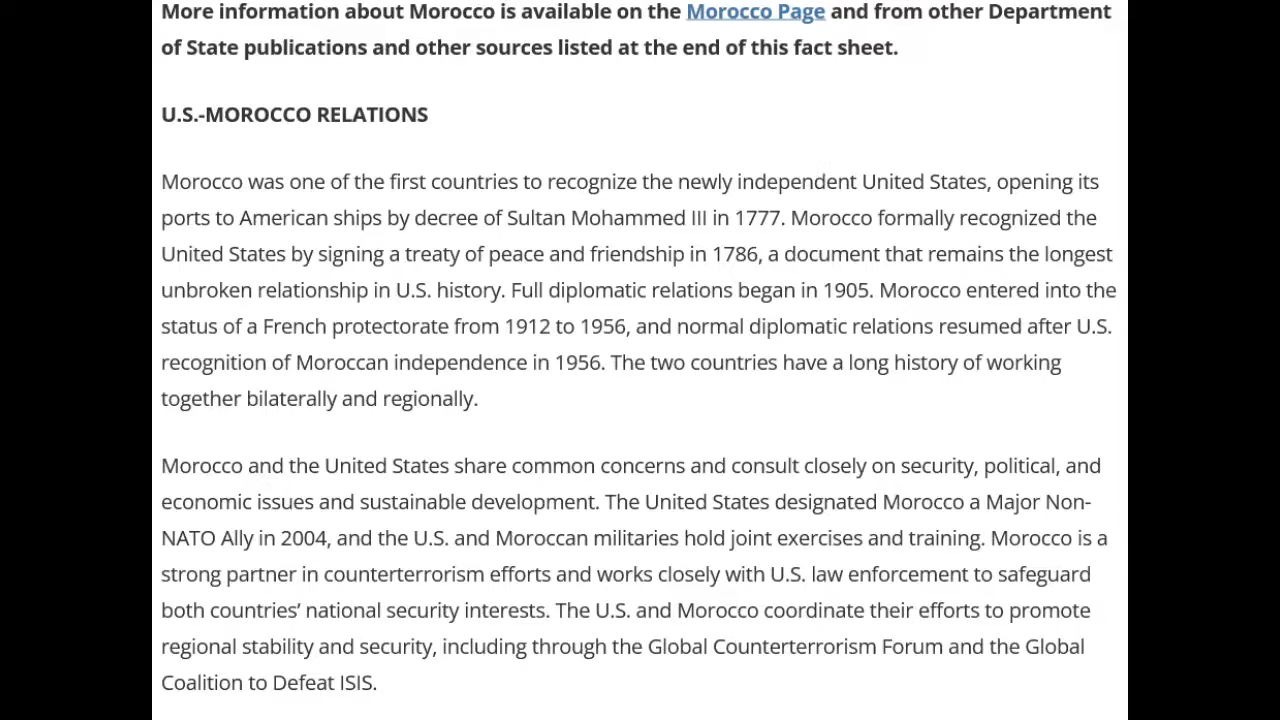 More information about Morocco is available on the Morocco Page and from other Department
of State publications and other sources listed at the end of this fact sheet.
U.S.-MOROCCO RELATIONS
Morocco was one of the first countries to recognize the newly independent United States, opening its
ports to American ships by decree of Sultan Mohammed III in 1777. Morocco formally recognized the
United States by signing a treaty of peace and friendship in 1786, a document that remains the longest
unbroken relationship in U.S. history. Full diplomatic relations began in 1905. Morocco entered into the
status of a French protectorate from 1912 to 1956, and normal diplomatic relations resumed after U.S.
recognition of Moroccan independence in 1956. The two countries have a long history of working
together bilaterally and regionally.
Morocco and the United States share common concerns and consult closely on security, political, and
economic issues and sustainable development. The United States designated Morocco a Major Non-
NATO Ally in 2004, and the U.S. and Moroccan militaries hold joint exercises and training. Morocco is a
strong partner in counterterrorism efforts and works closely with U.S. law enforcement to safeguard
both countries’ national security interests. The U.S. and Morocco coordinate their efforts to promote
regional stability and security, including through the Global Counterterrorism Forum and the Global
Coalition to Defeat ISIS.